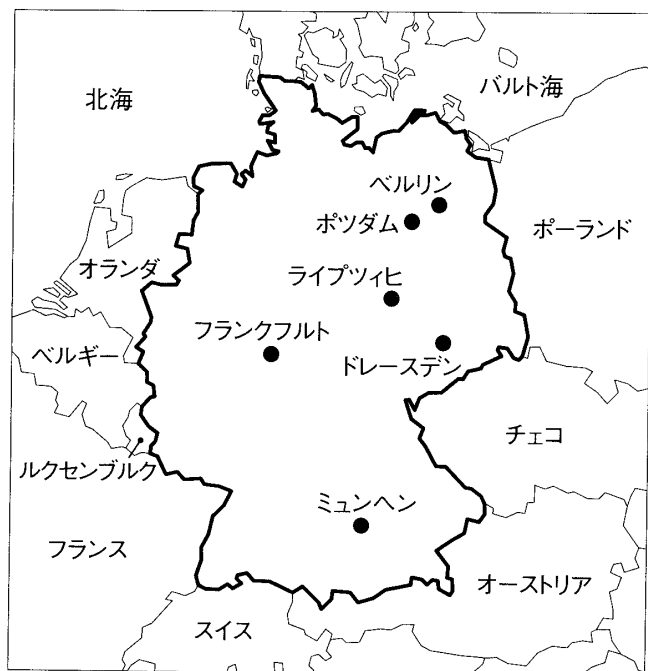 北海
バルト海
ベルリン
ポツダム
ポーランド
オランダ
ライプツィヒ
フランクフルト
ベルギー
ドレースデン
チェコ
ルクセンブルク
ミュンヘン
フランス
オーストリア
スイス